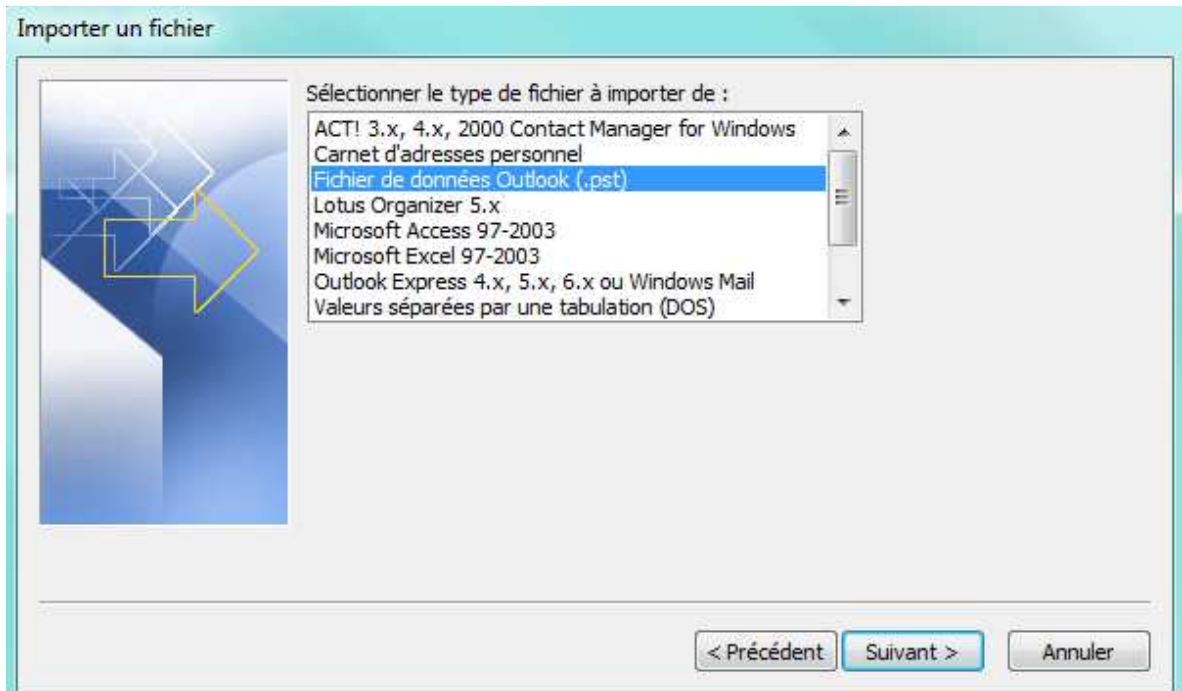 Importer un fichier
Sélectionner le type de fichier à importer de :
ACT! 3.x, 4.x, 2000 Contact Manager for Windows
Carnet d'adresses personnel
Fichier de données Outlook (.pst)
Lotus Organizer 5.x
Microsoft Access 97-2003
Microsoft Excel 97-2003
Outlook Express 4.x, 5.x, 6.x ou Windows Mail
Valeurs séparées par une tabulation (DOS)
< Précédent
Suivant >
Annuler